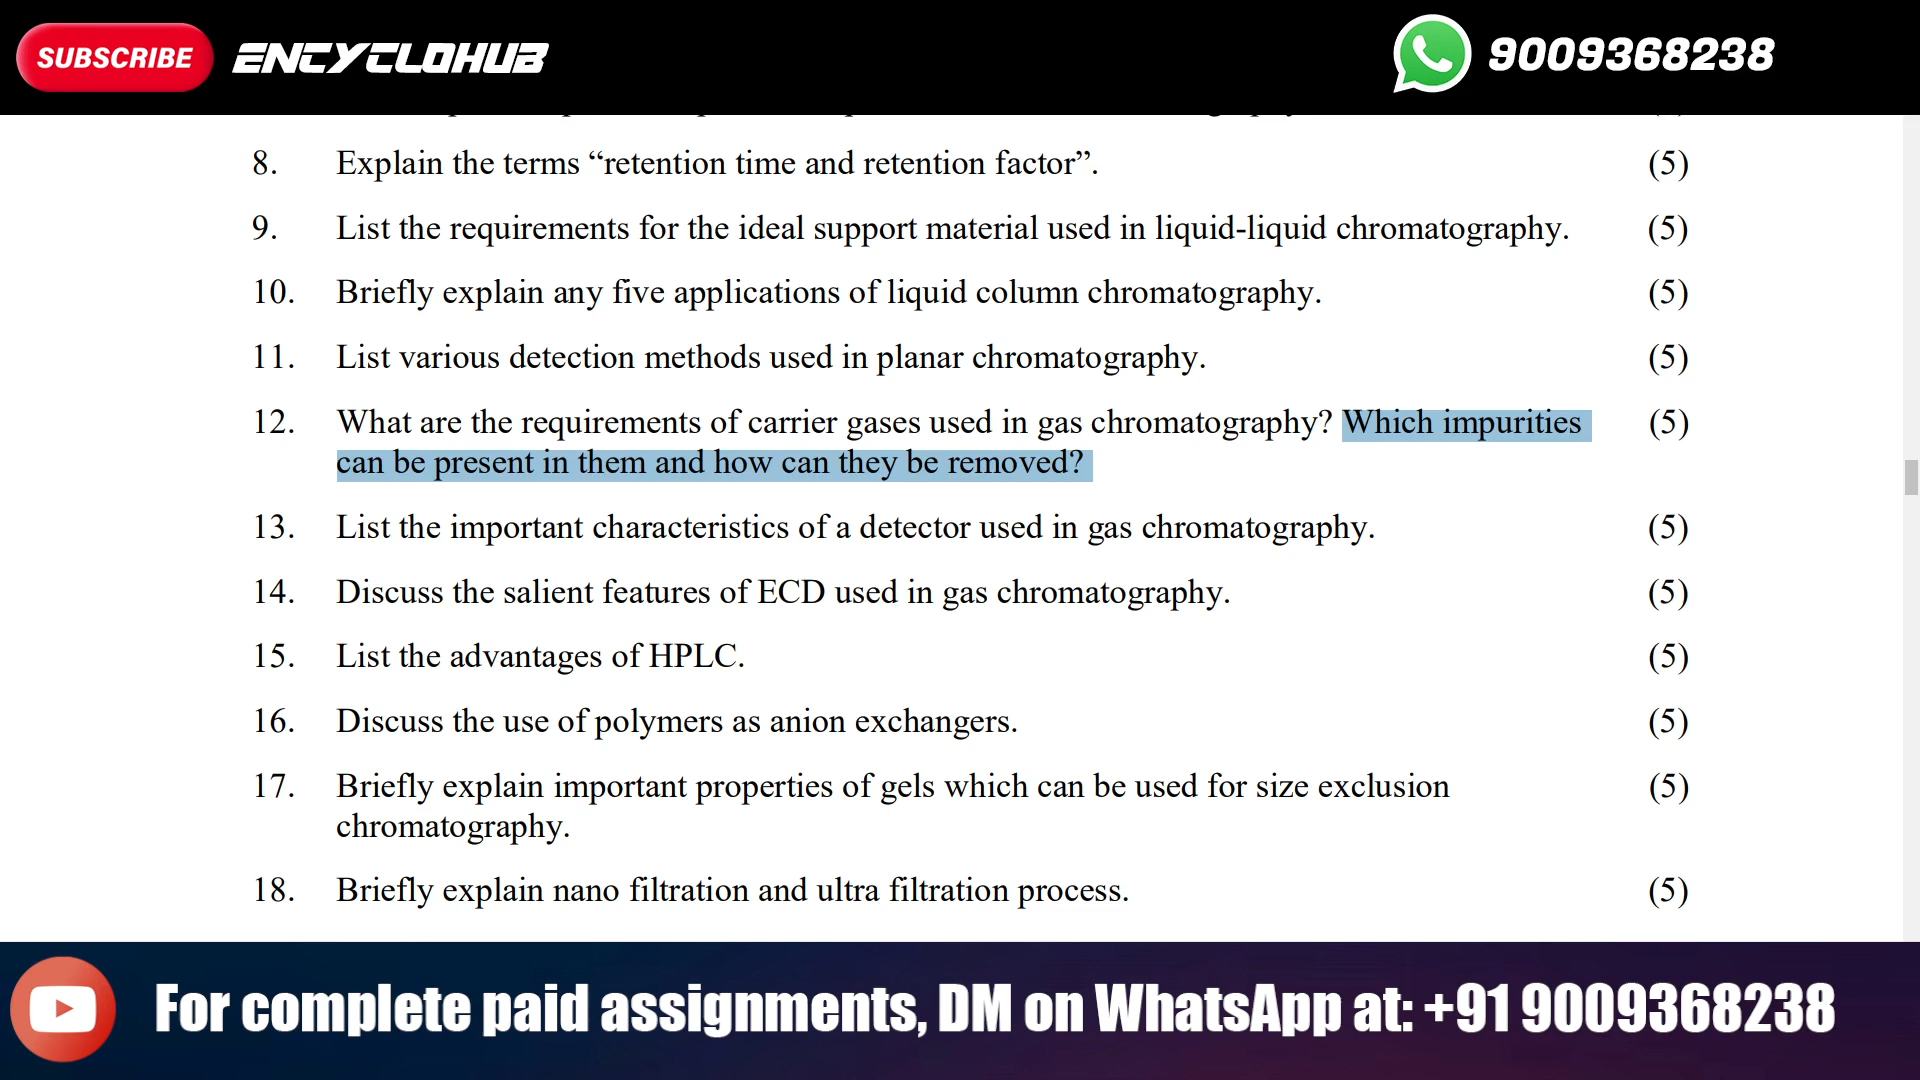 SUBSCRIBE ENCYCLOHUB 9009368238
8. Explain the terms “retention time and retention factor”. (5)
9. List the requirements for the ideal support material used in liquid-liquid chromatography. (5)
10. Briefly explain any five applications of liquid column chromatography. (5)
11. List various detection methods used in planar chromatography. (5)
12. What are the requirements of carrier gases used in gas chromatography? Which impurities (5)
can be present in them and how can they be removed?
13. List the important characteristics of a detector used in gas chromatography. (5)
14. Discuss the salient features of ECD used in gas chromatography. (5)
15. List the advantages of HPLC. (5)
16. Discuss the use of polymers as anion exchangers. (5)
17. Briefly explain important properties of gels which can be used for size exclusion (5)
chromatography.
18. Briefly explain nano filtration and ultra filtration process. (5)
For complete paid assignments, DM on WhatsApp at: +91 9009368238